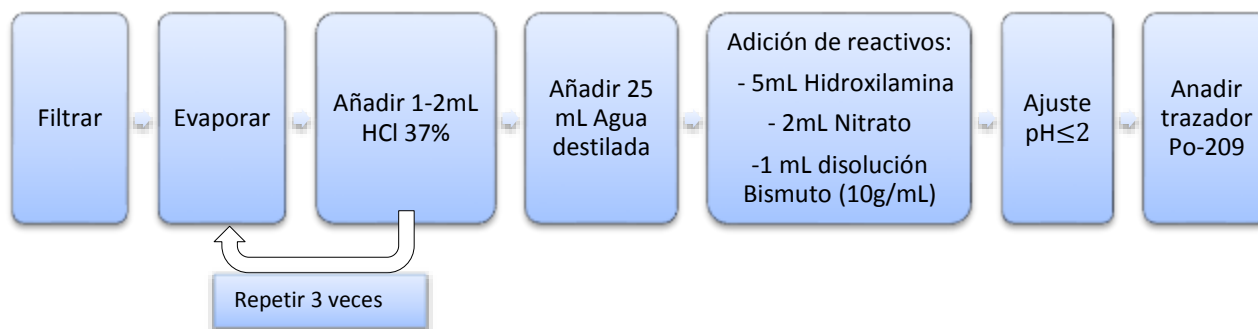 Filtrar
Evaporar
Añadir 1-2mL
HCl 37%
Añadir 25
mL Agua
destilada
Adición de reactivos:
- 5mL Hidroxilamina
- 2mL Nitrato
-1 mL disolución
Bismuto (10g/mL)
Ajuste
pH≤2
Anadir
trazador
Po-209
Repetir 3 veces